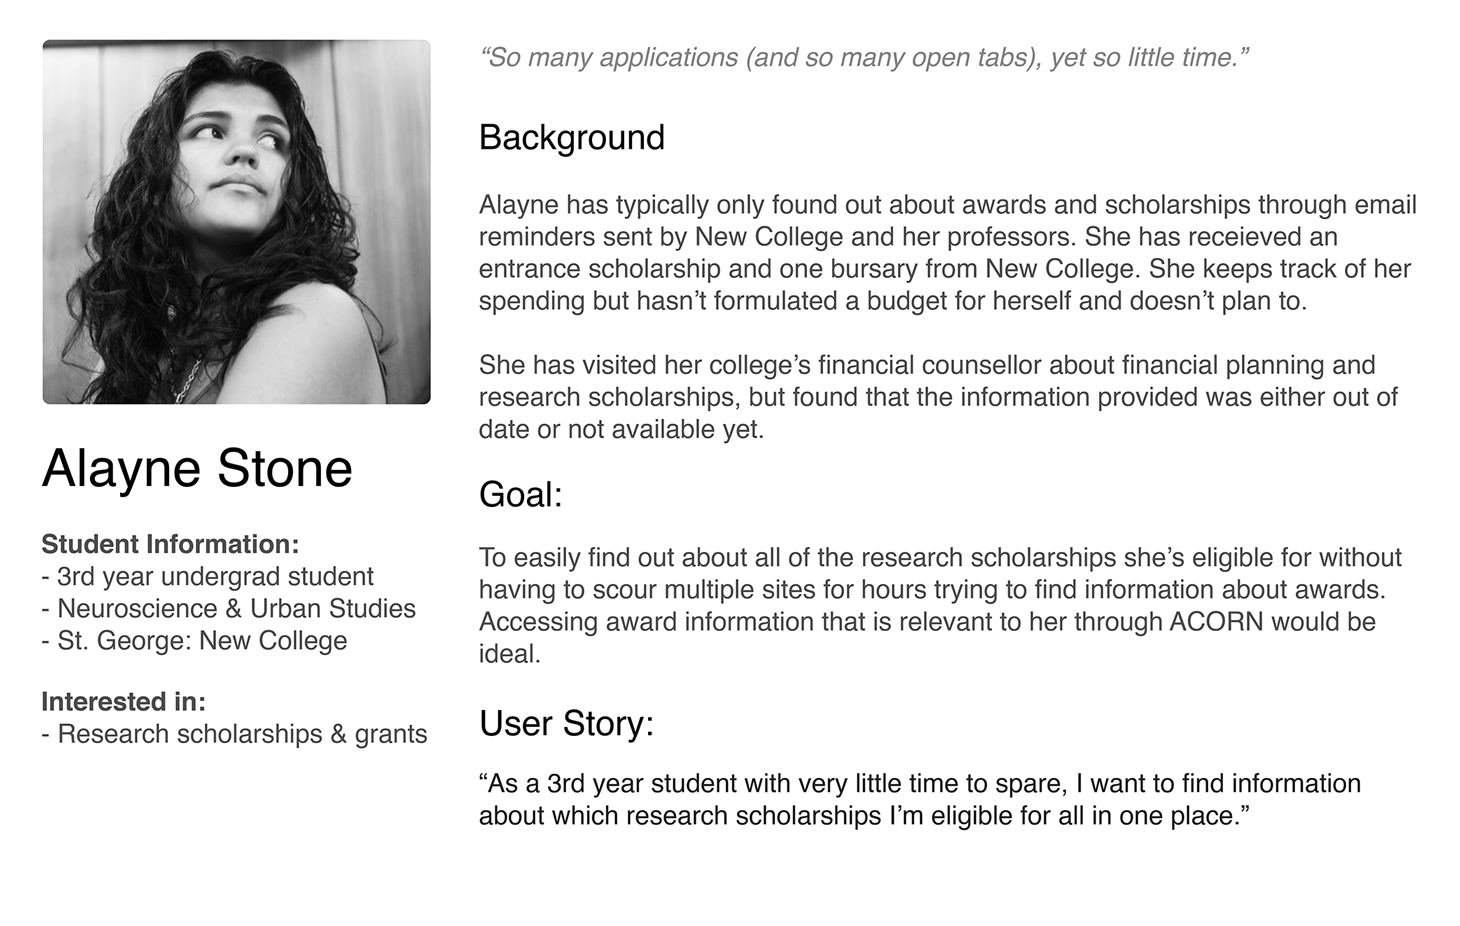 “So many applications (and so many open tabs), yet so little time.”
Background
Alayne has typically only found out about awards and scholarships through email
reminders sent by New College and her professors. She has receieved an
entrance scholarship and one bursary from New College. She keeps track of her
spending but hasn’t formulated a budget for herself and doesn’t plan to.
She has visited her college’s financial counsellor about financial planning and
research scholarships, but found that the information provided was either out of
date or not available yet.
Goal:
To easily find out about all of the research scholarships she’s eligible for without
having to scour multiple sites for hours trying to find information about awards.
Accessing award information that is relevant to her through ACORN would be
ideal.
User Story:
“As a 3rd year student with very little time to spare, I want to find information
about which research scholarships I’m eligible for all in one place.”
Alayne Stone
Student Information:
- 3rd year undergrad student
- Neuroscience & Urban Studies
- St. George: New College
Interested in:
- Research scholarships & grants